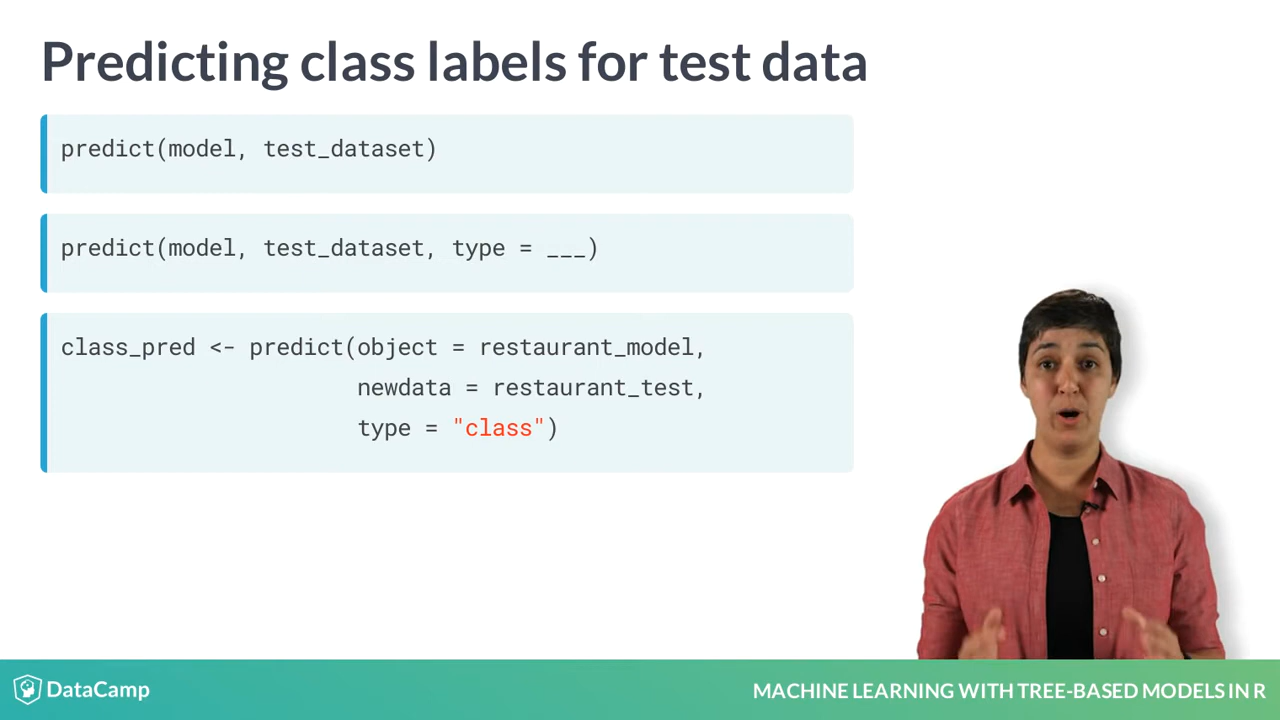 Predicting class labels for test data
predict(model, test_dataset)
predict(model, test_dataset, type = ___)
class_pred <- predict(object = restaurant_model,
newdata = restaurant_test,
type = "class")
DataCamp
MACHINE LEARNING WITH TREE-BASED MODELS IN R